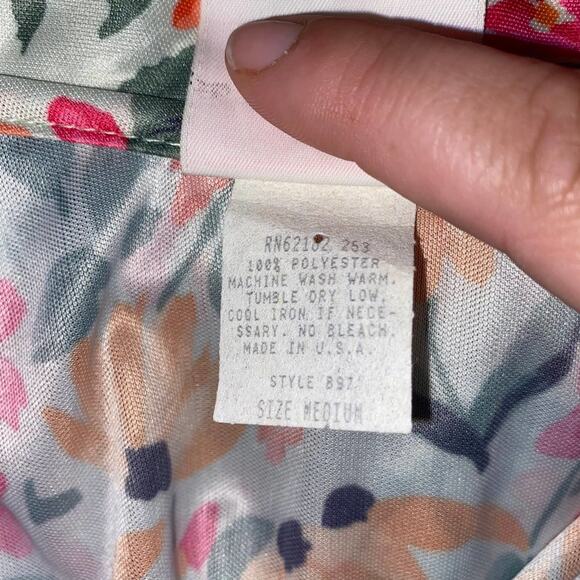 RN62182 253
100% POLYESTER
MACHINE WASH WARM.
TUMBLE DRY LOW.
COOL IRON IF NECE-
SSARY. NO BLEACH.
MADE IN U.S.A.
STYLE 897
SIZE MEDIUM